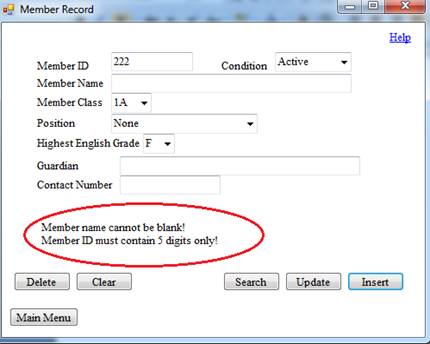 Member Record
Help
Member ID 222 Condition Active
Member Name
Member Class 1A
Position None
Highest English Grade F
Guardian
Contact Number
Member name cannot be blank!
Member ID must contain 5 digits only!
Delete Clear Search Update Insert
Main Menu